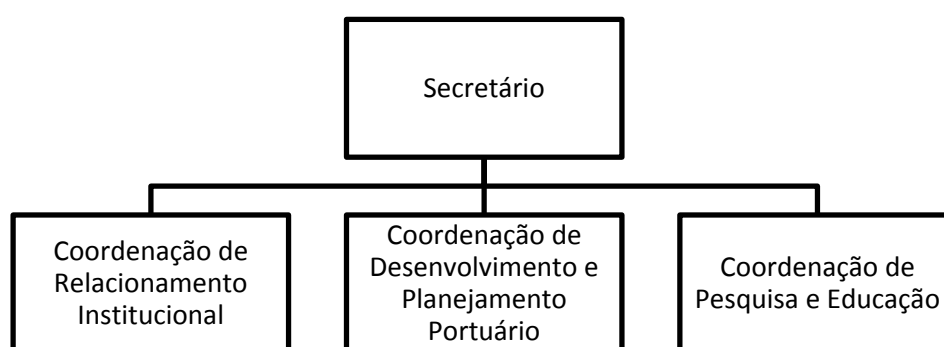 Secretário
Coordenação de
Relacionamento
Institucional
Coordenação de
Desenvolvimento e
Planejamento
Portuário
Coordenação de
Pesquisa e Educação